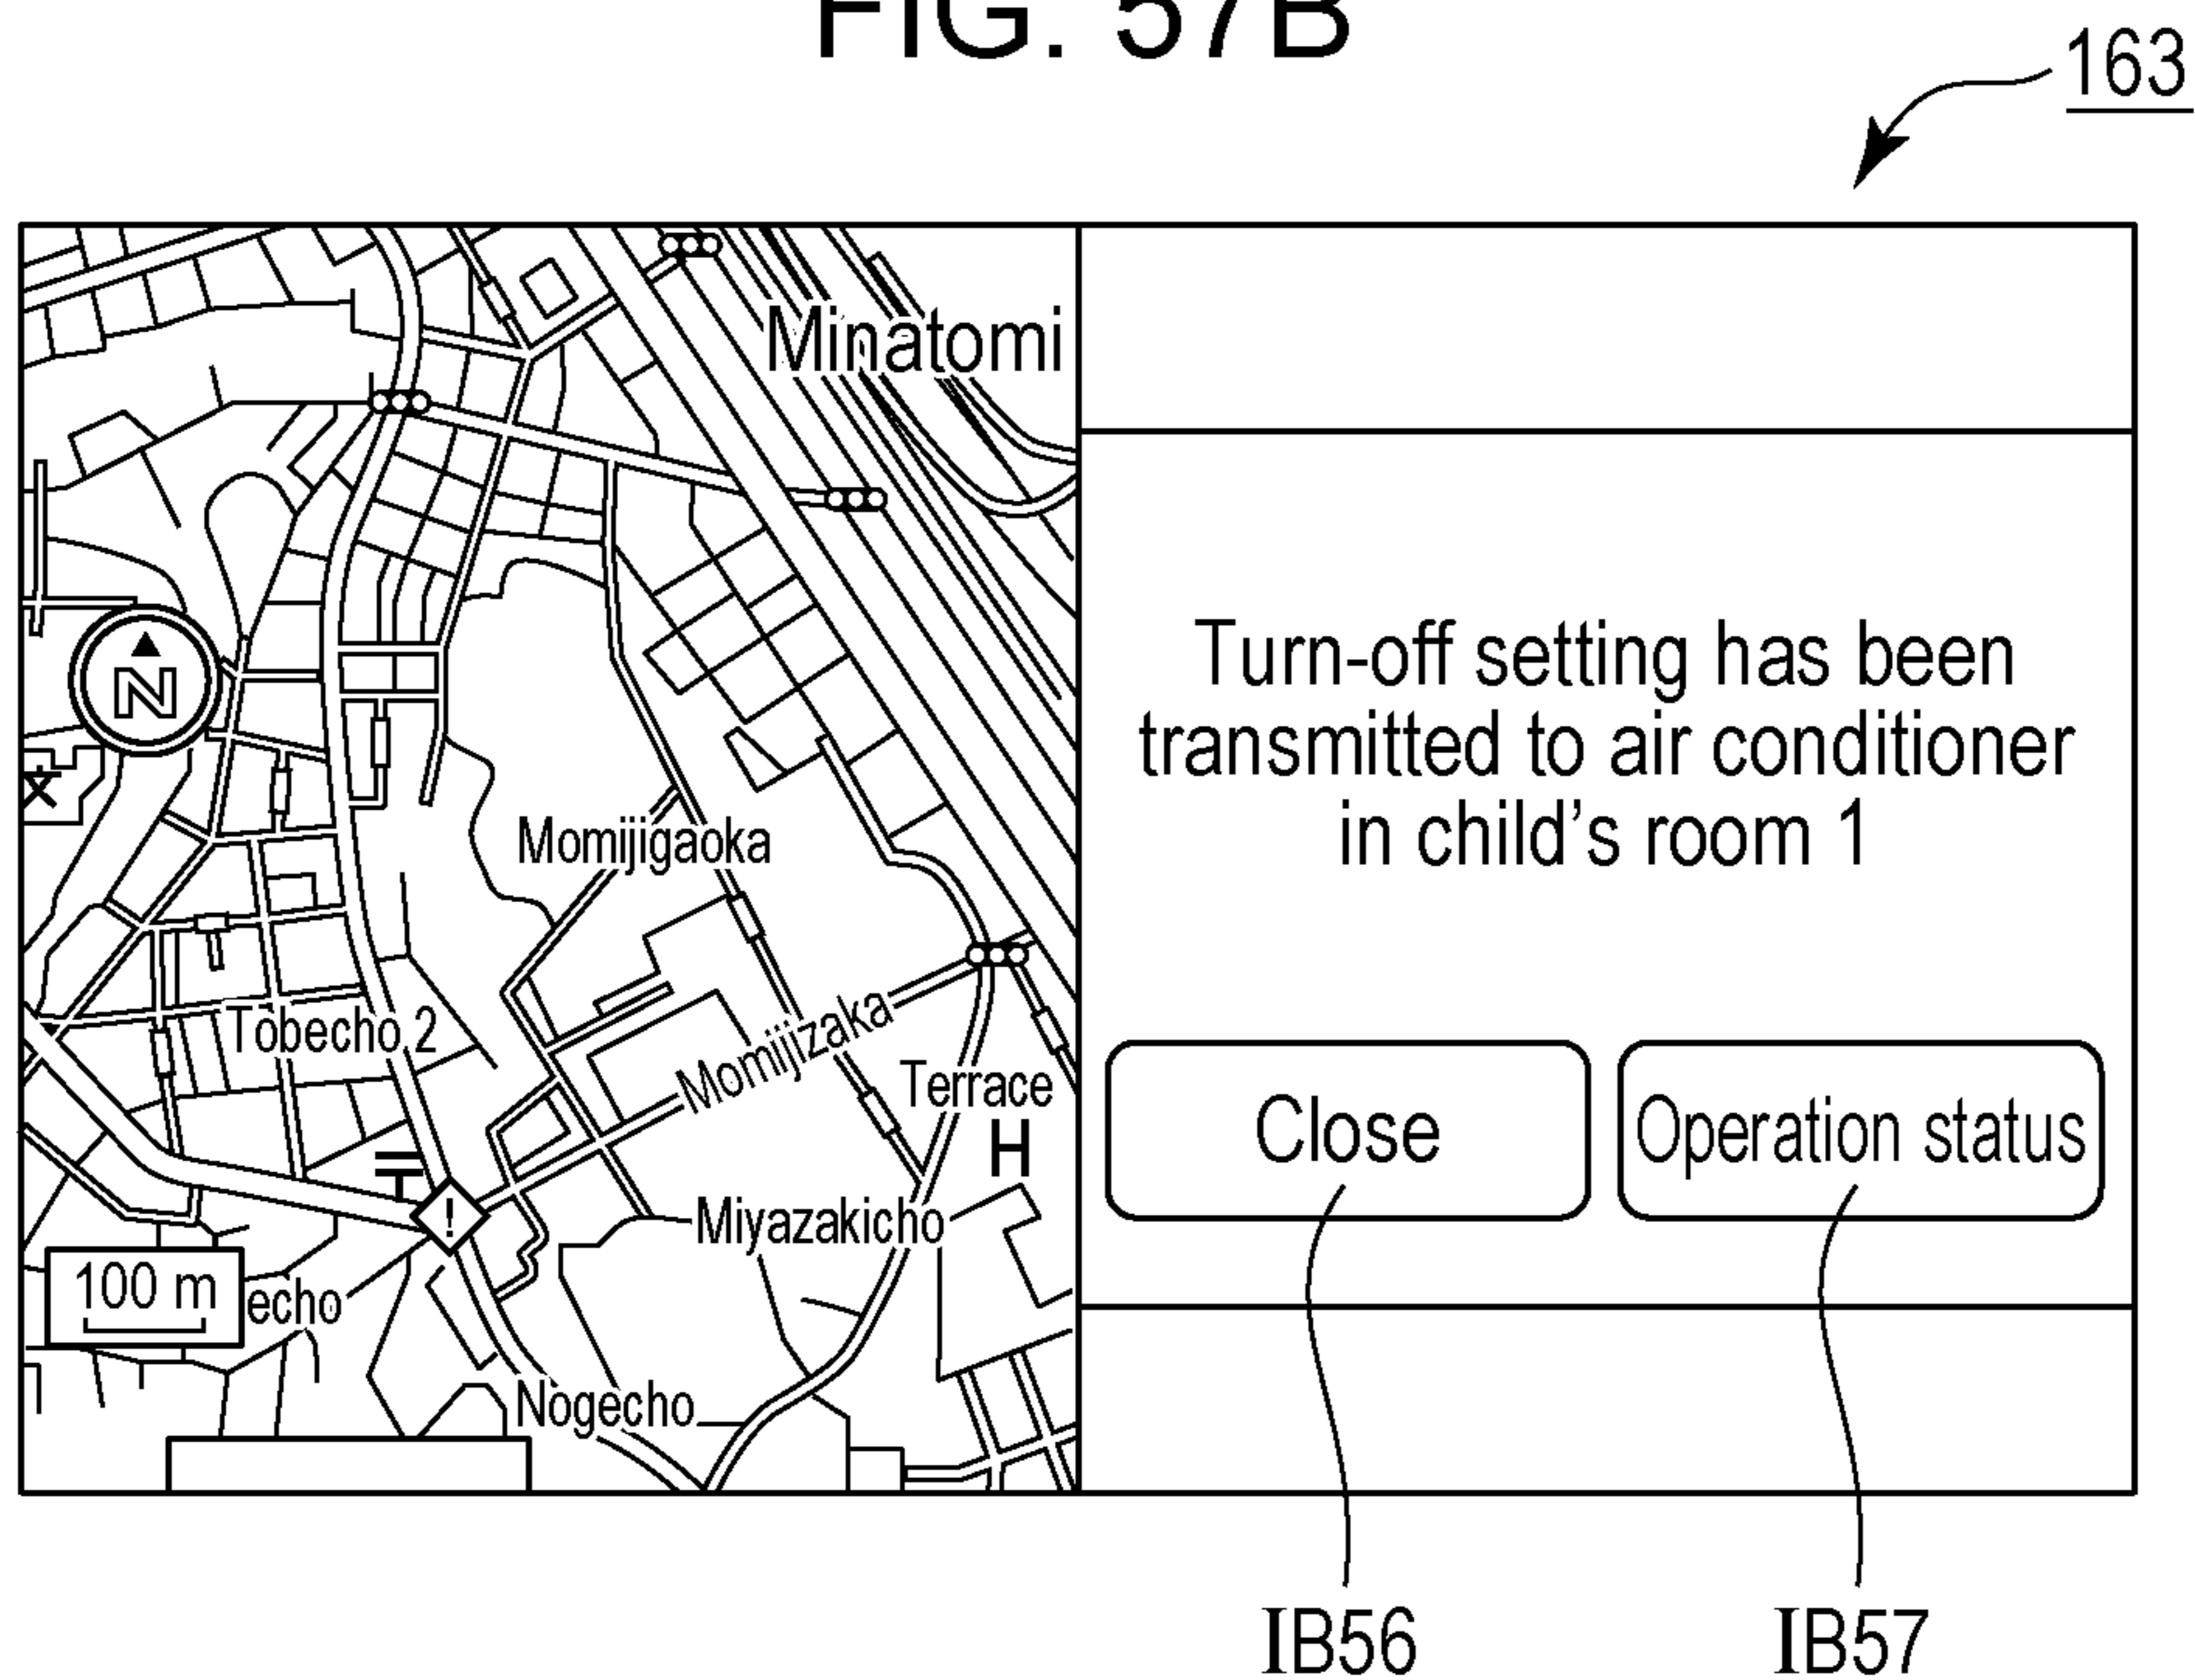 FIG. 57B
163
Minatomi
N
Momijigaoka
Tobecho 2
Momijizaka
Terrace
H
!
Miyazakicho
100 m
echo
Nogecho
Turn-off setting has been
transmitted to air conditioner
in child's room 1
Close
Operation status
IB56
IB57